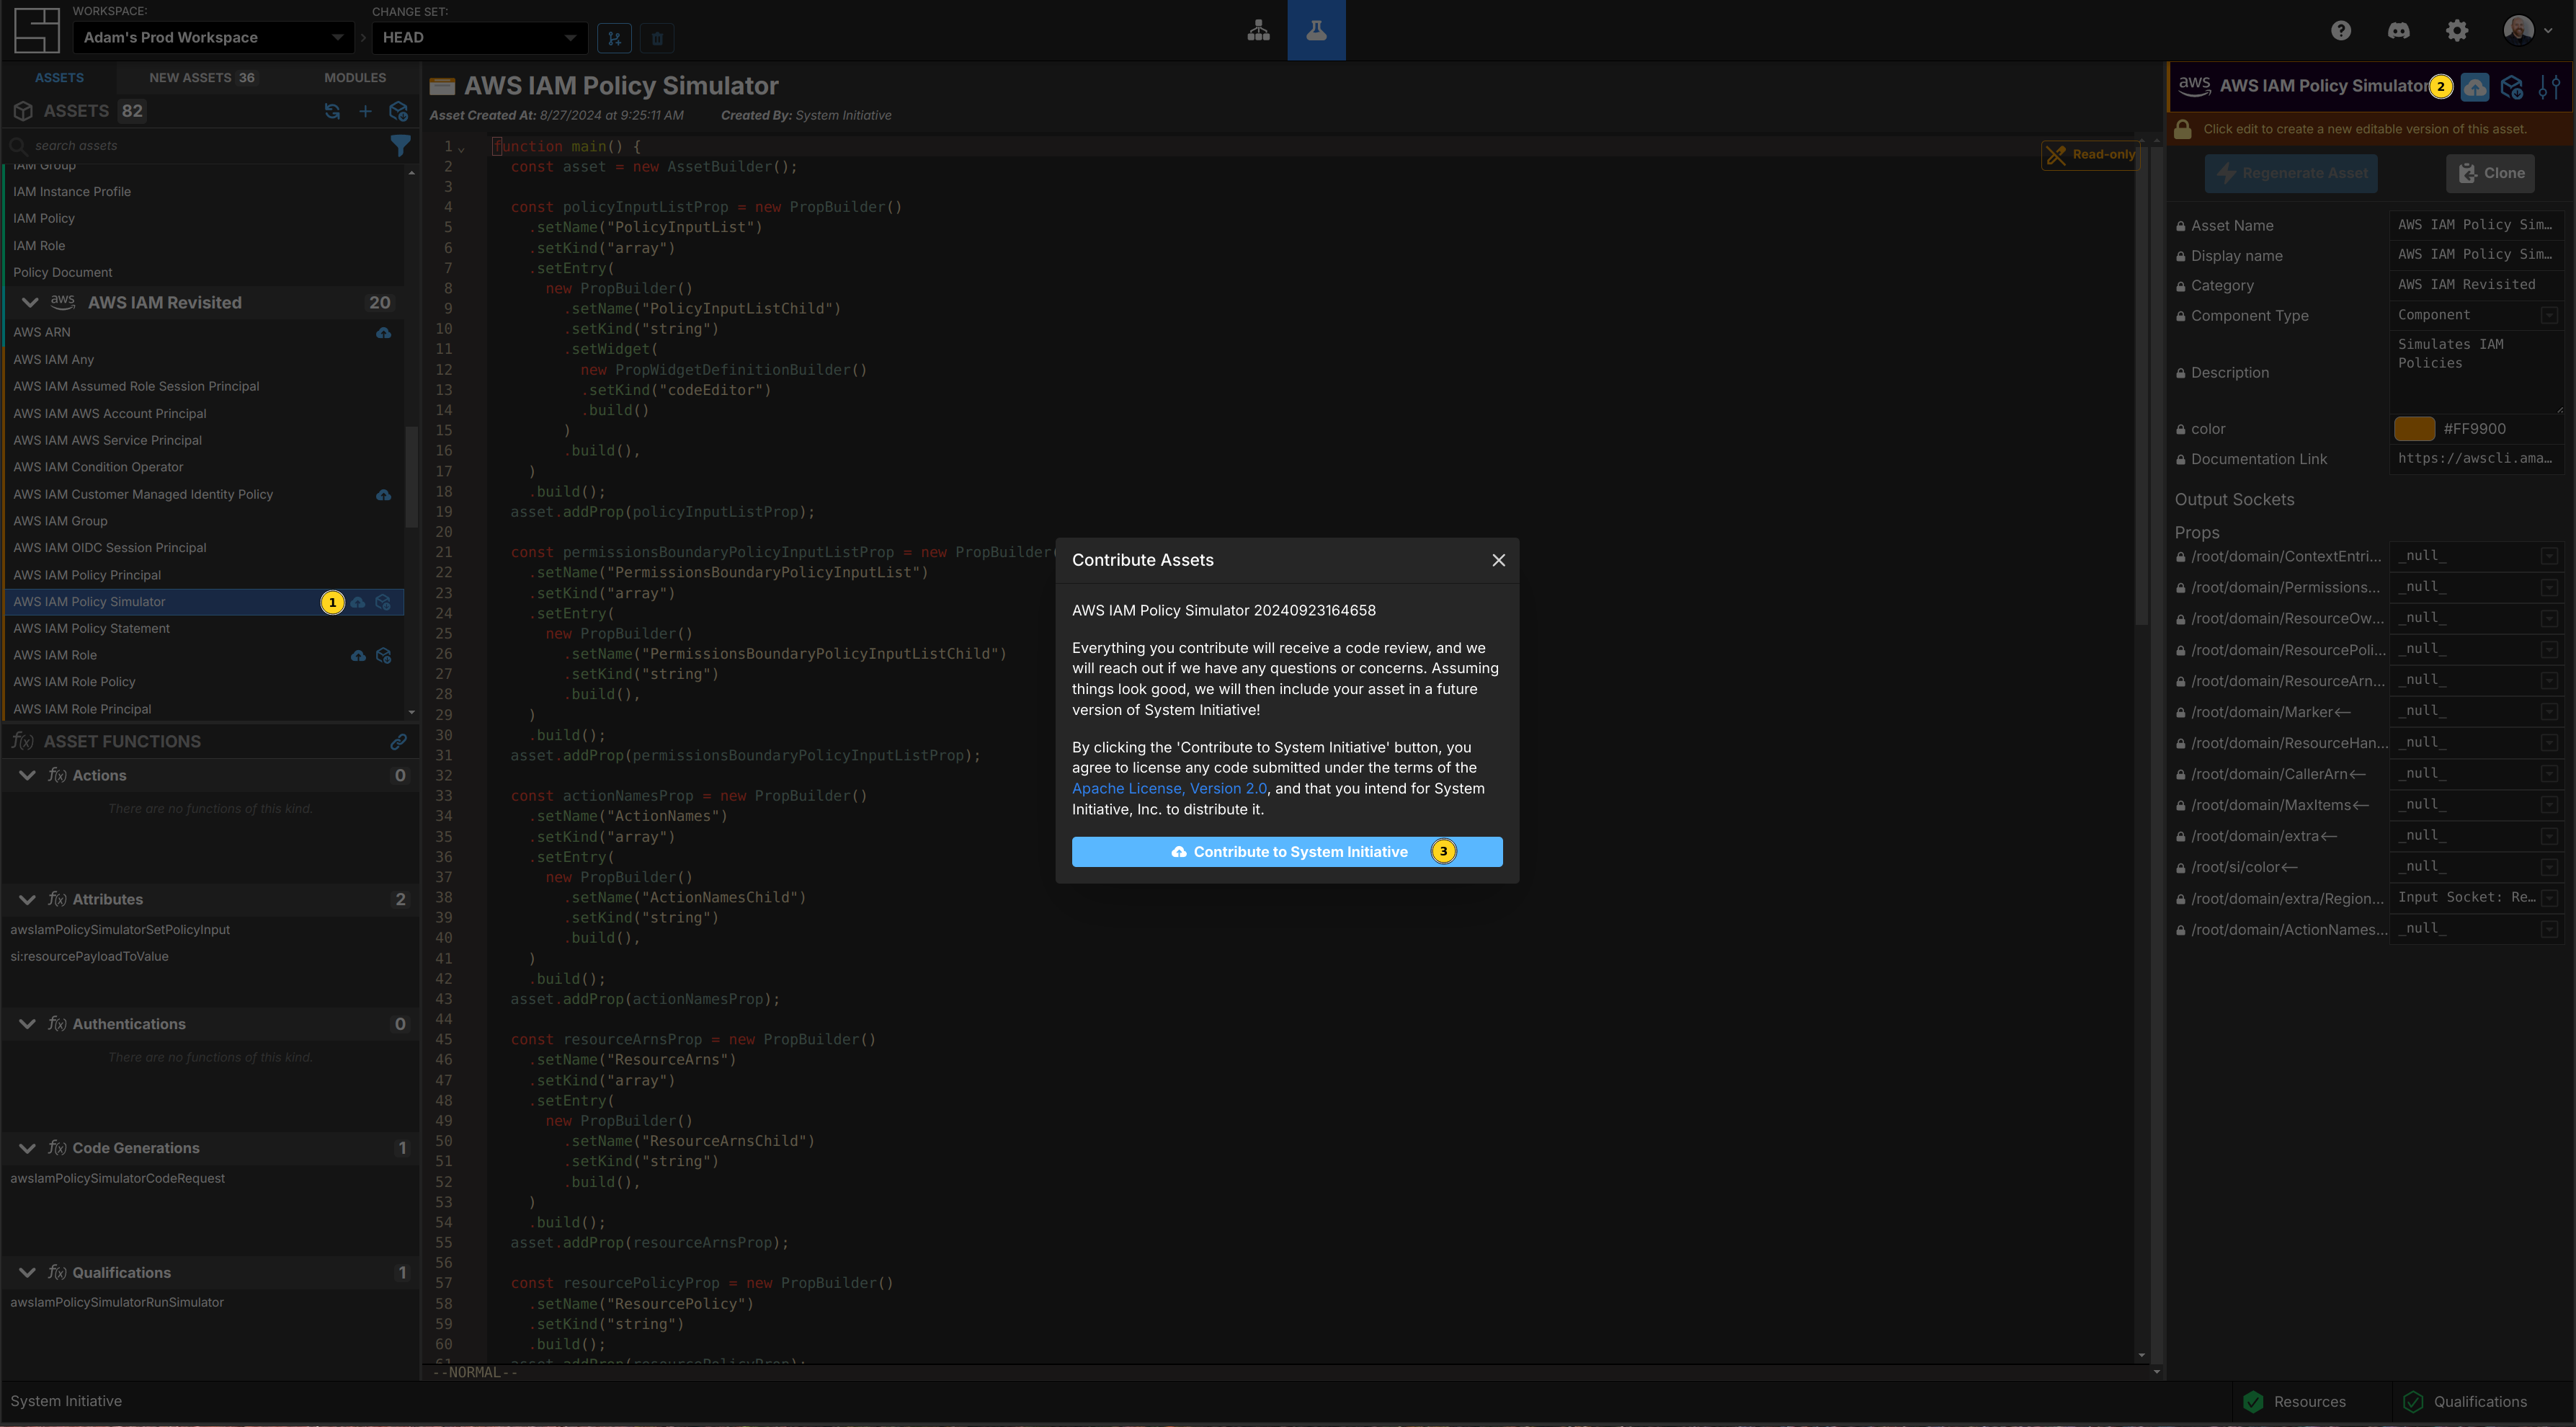 WORKSPACE:
Adam's Prod Workspace
CHANGE SET:
HEAD
ASSETS
NEW ASSETS 36
MODULES
ASSETS 82
search assets
IAM Group
IAM Instance Profile
IAM Policy
IAM Role
Policy Document
aws AWS IAM Revisited 20
AWS ARN
AWS IAM Any
AWS IAM Assumed Role Session Principal
AWS IAM AWS Account Principal
AWS IAM AWS Service Principal
AWS IAM Condition Operator
AWS IAM Customer Managed Identity Policy
AWS IAM Group
AWS IAM OIDC Session Principal
AWS IAM Policy Principal
AWS IAM Policy Simulator 1
AWS IAM Policy Statement
AWS IAM Role
AWS IAM Role Policy
AWS IAM Role Principal
f(x) ASSET FUNCTIONS
f(x) Actions 0
There are no functions of this kind.
f(x) Attributes 2
awsIamPolicySimulatorSetPolicyInput
si:resourcePayloadToValue
f(x) Authentications 0
There are no functions of this kind.
f(x) Code Generations 1
awsIamPolicySimulatorCodeRequest
f(x) Qualifications 1
awsIamPolicySimulatorRunSimulator
AWS IAM Policy Simulator
Asset Created At: 8/27/2024 at 9:25:11 AM Created By: System Initiative
Read-only
1 function main() {
2 const asset = new AssetBuilder();
3
4 const policyInputListProp = new PropBuilder()
5 .setName("PolicyInputList")
6 .setKind("array")
7 .setEntry(
8 new PropBuilder()
9 .setName("PolicyInputListChild")
10 .setKind("string")
11 .setWidget(
12 new PropWidgetDefinitionBuilder()
13 .setKind("codeEditor")
14 .build()
15 )
16 .build(),
17 )
18 .build();
19 asset.addProp(policyInputListProp);
20
21 const permissionsBoundaryPolicyInputListProp = new PropBuilder
22 .setName("PermissionsBoundaryPolicyInputList")
23 .setKind("array")
24 .setEntry(
25 new PropBuilder()
26 .setName("PermissionsBoundaryPolicyInputListChild")
27 .setKind("string")
28 .build(),
29 )
30 .build();
31 asset.addProp(permissionsBoundaryPolicyInputListProp);
32
33 const actionNamesProp = new PropBuilder()
34 .setName("ActionNames")
35 .setKind("array")
36 .setEntry(
37 new PropBuilder()
38 .setName("ActionNamesChild")
39 .setKind("string")
40 .build(),
41 )
42 .build();
43 asset.addProp(actionNamesProp);
44
45 const resourceArnsProp = new PropBuilder()
46 .setName("ResourceArns")
47 .setKind("array")
48 .setEntry(
49 new PropBuilder()
50 .setName("ResourceArnsChild")
51 .setKind("string")
52 .build(),
53 )
54 .build();
55 asset.addProp(resourceArnsProp);
56
57 const resourcePolicyProp = new PropBuilder()
58 .setName("ResourcePolicy")
59 .setKind("string")
60 .build();
61 asset.addProp(resourcePolicyProp);
--NORMAL--
Contribute Assets
AWS IAM Policy Simulator 20240923164658
Everything you contribute will receive a code review, and we
will reach out if we have any questions or concerns. Assuming
things look good, we will then include your asset in a future
version of System Initiative!
By clicking the 'Contribute to System Initiative' button, you
agree to license any code submitted under the terms of the
Apache License, Version 2.0, and that you intend for System
Initiative, Inc. to distribute it.
Contribute to System Initiative 3
aws AWS IAM Policy Simulator 2
Click edit to create a new editable version of this asset.
Regenerate Asset
Clone
Asset Name AWS IAM Policy Sim…
Display name AWS IAM Policy Sim…
Category AWS IAM Revisited
Component Type Component
Description Simulates IAM
Policies
color #FF9900
Documentation Link https://awscli.ama…
Output Sockets
Props
/root/domain/ContextEntri... _null_
/root/domain/Permissions... _null_
/root/domain/ResourceOw... _null_
/root/domain/ResourcePoli... _null_
/root/domain/ResourceArn... _null_
/root/domain/Marker← _null_
/root/domain/ResourceHan... _null_
/root/domain/CallerArn← _null_
/root/domain/MaxItems← _null_
/root/domain/extra← _null_
/root/si/color← _null_
/root/domain/extra/Region... Input Socket: Re…
/root/domain/ActionNames... _null_
System Initiative
Resources
Qualifications